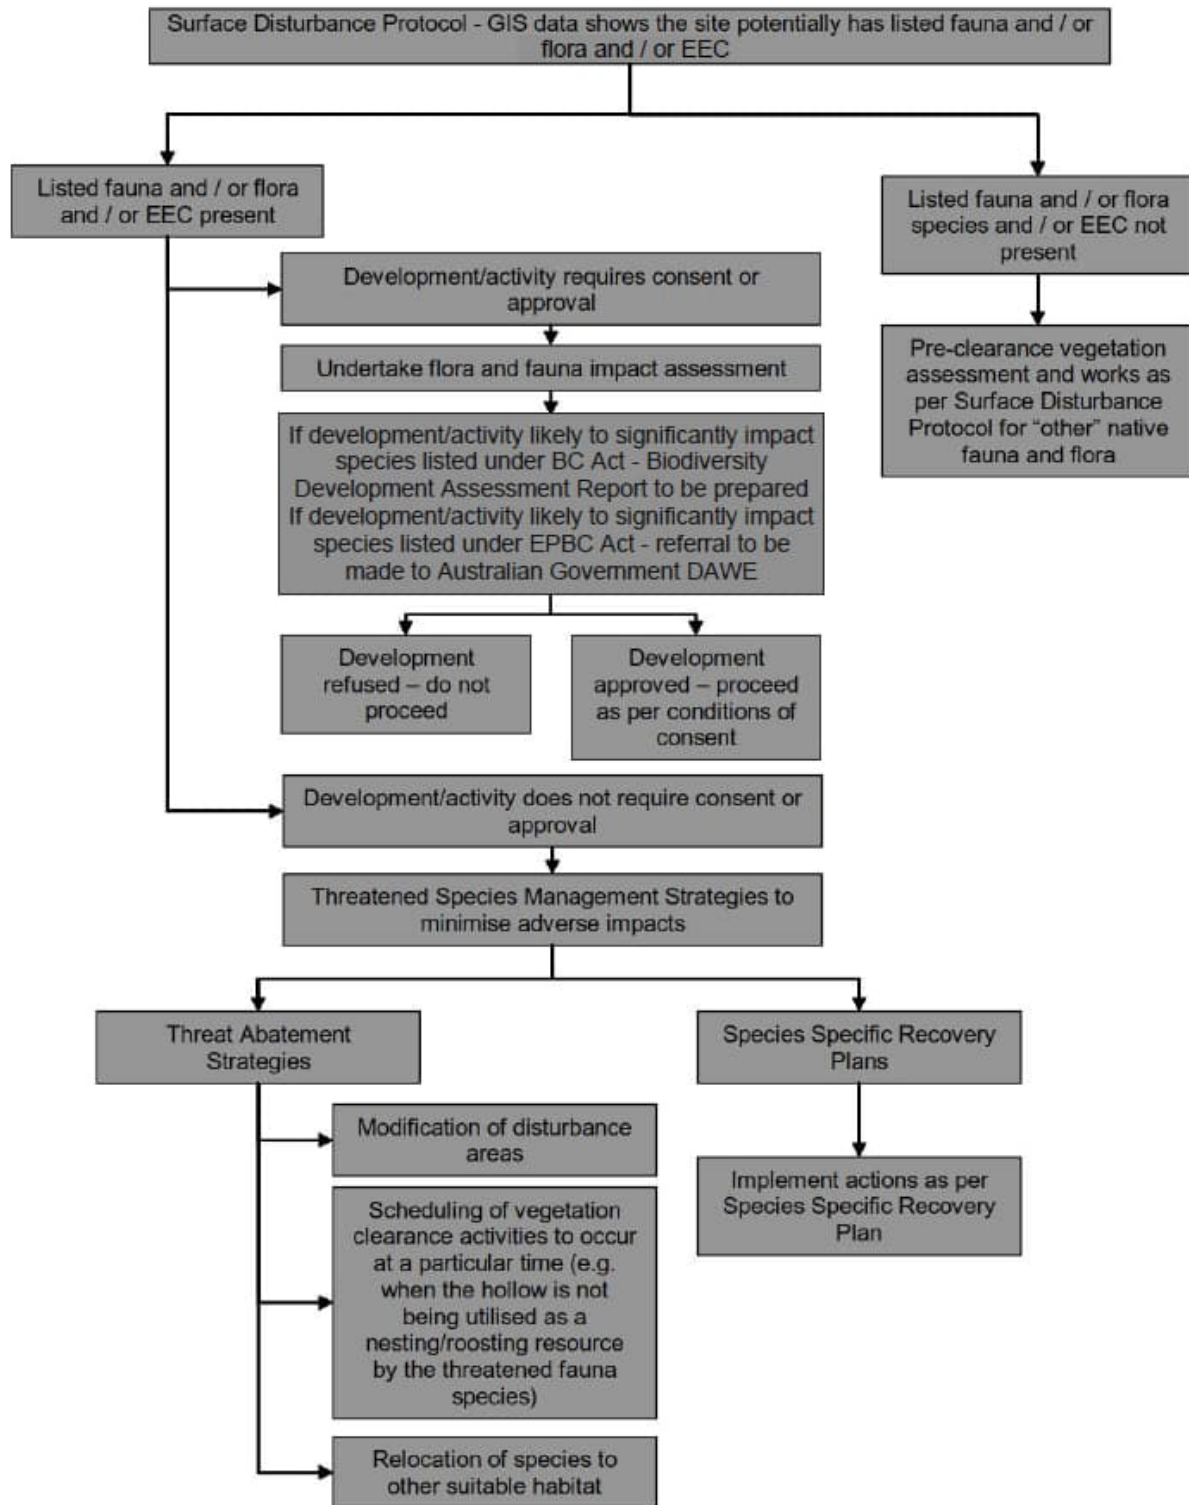 Surface Disturbance Protocol - GIS data shows the site potentially has listed fauna and / or
flora and / or EEC
Listed fauna and / or flora
and / or EEC present
Listed fauna and / or flora
species and / or EEC not
present
Development/activity requires consent or
approval
Undertake flora and fauna impact assessment
Pre-clearance vegetation
assessment and works as
per Surface Disturbance
Protocol for “other” native
fauna and flora
If development/activity likely to significantly impact
species listed under BC Act - Biodiversity
Development Assessment Report to be prepared
If development/activity likely to significantly impact
species listed under EPBC Act - referral to be
made to Australian Government DAWE
Development
refused – do not
proceed
Development
approved – proceed
as per conditions of
consent
Development/activity does not require consent or
approval
Threatened Species Management Strategies to
minimise adverse impacts
Threat Abatement
Strategies
Species Specific Recovery
Plans
Modification of disturbance
areas
Implement actions as per
Species Specific Recovery
Plan
Scheduling of vegetation
clearance activities to occur
at a particular time (e.g.
when the hollow is not
being utilised as a
nesting/roosting resource
by the threatened fauna
species)
Relocation of species to
other suitable habitat